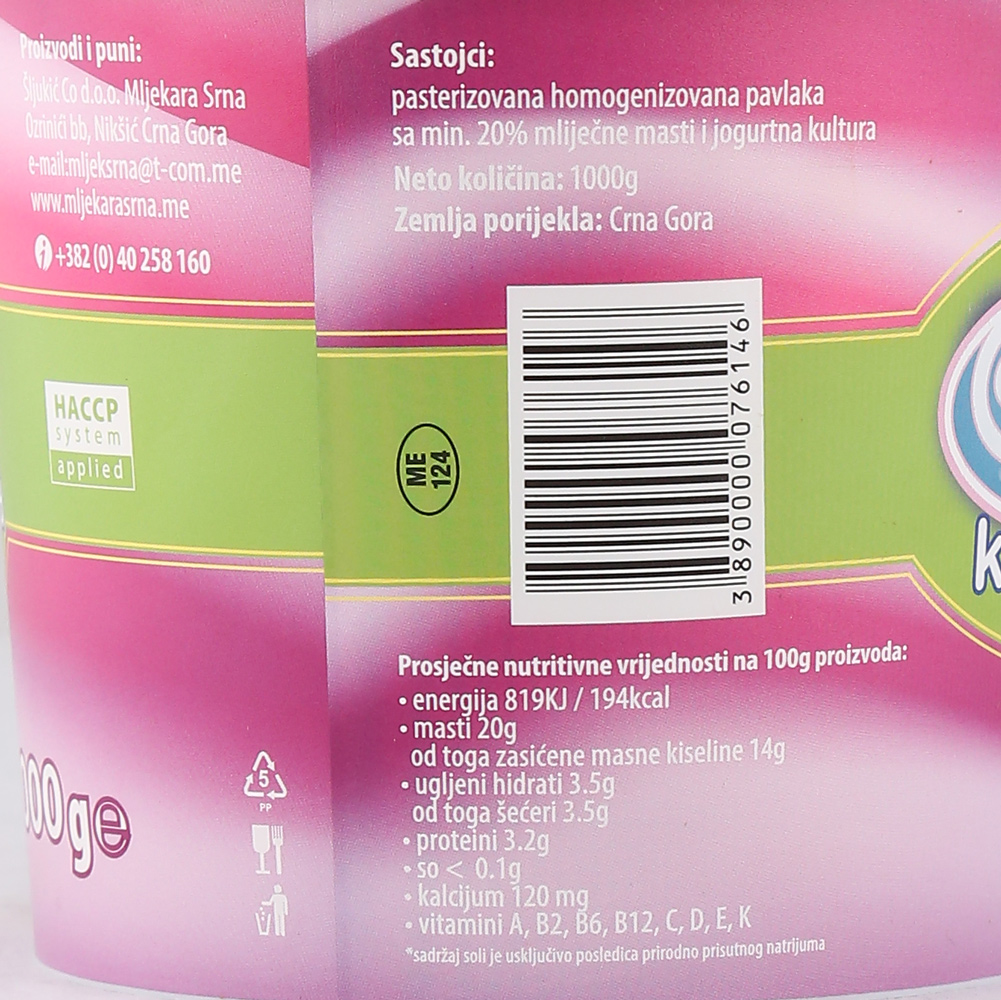 Proizvodi i puni:
Šljukić Co d.o.o. Mljekara Srna
Ozrinići bb, Nikšić Crna Gora
e-mail:mljeksrna@t-com.me
www.mljekarasrna.me
+382 (0) 40 258 160
HACCP
system
applied
00g e
5
PP
Sastojci:
pasterizovana homogenizovana pavlaka
sa min. 20% mliječne masti i jogurtna kultura
Neto količina: 1000g
Zemlja porijekla: Crna Gora
ME
124
3 890000 076146
k
Prosječne nutritivne vrijednosti na 100g proizvoda:
• energija 819KJ / 194kcal
• masti 20g
od toga zasićene masne kiseline 14g
• ugljeni hidrati 3.5g
od toga šećeri 3.5g
• proteini 3.2g
• so < 0.1g
• kalcijum 120 mg
• vitamini A, B2, B6, B12, C, D, E, K
*sadržaj soli je usključivo posledica prirodno prisutnog natrijuma